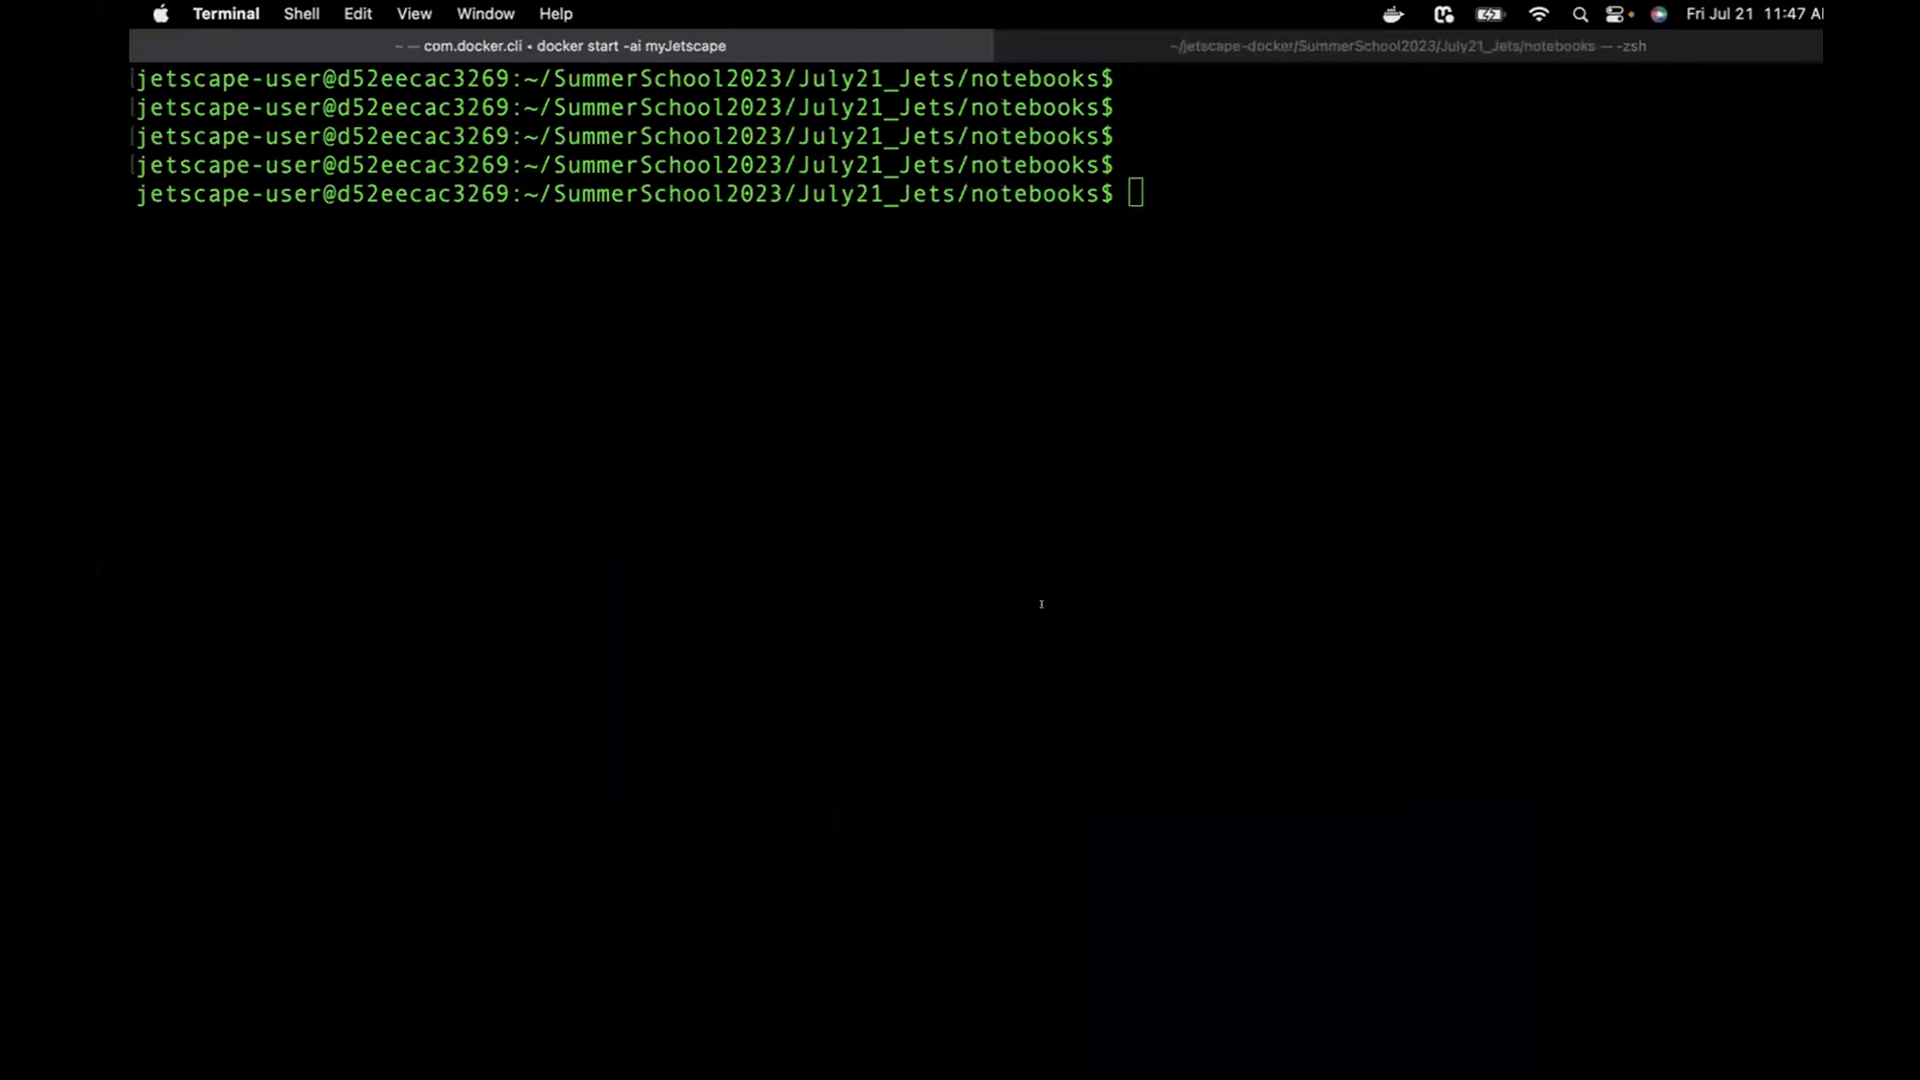 Terminal Shell Edit View Window Help Fri Jul 21 11:47 A
~ — com.docker.cli • docker start -ai myJetscape ~/jetscape-docker/SummerSchool2023/July21_Jets/notebooks — -zsh
jetscape-user@d52eecac3269:~/SummerSchool2023/July21_Jets/notebooks$
jetscape-user@d52eecac3269:~/SummerSchool2023/July21_Jets/notebooks$
jetscape-user@d52eecac3269:~/SummerSchool2023/July21_Jets/notebooks$
jetscape-user@d52eecac3269:~/SummerSchool2023/July21_Jets/notebooks$
jetscape-user@d52eecac3269:~/SummerSchool2023/July21_Jets/notebooks$